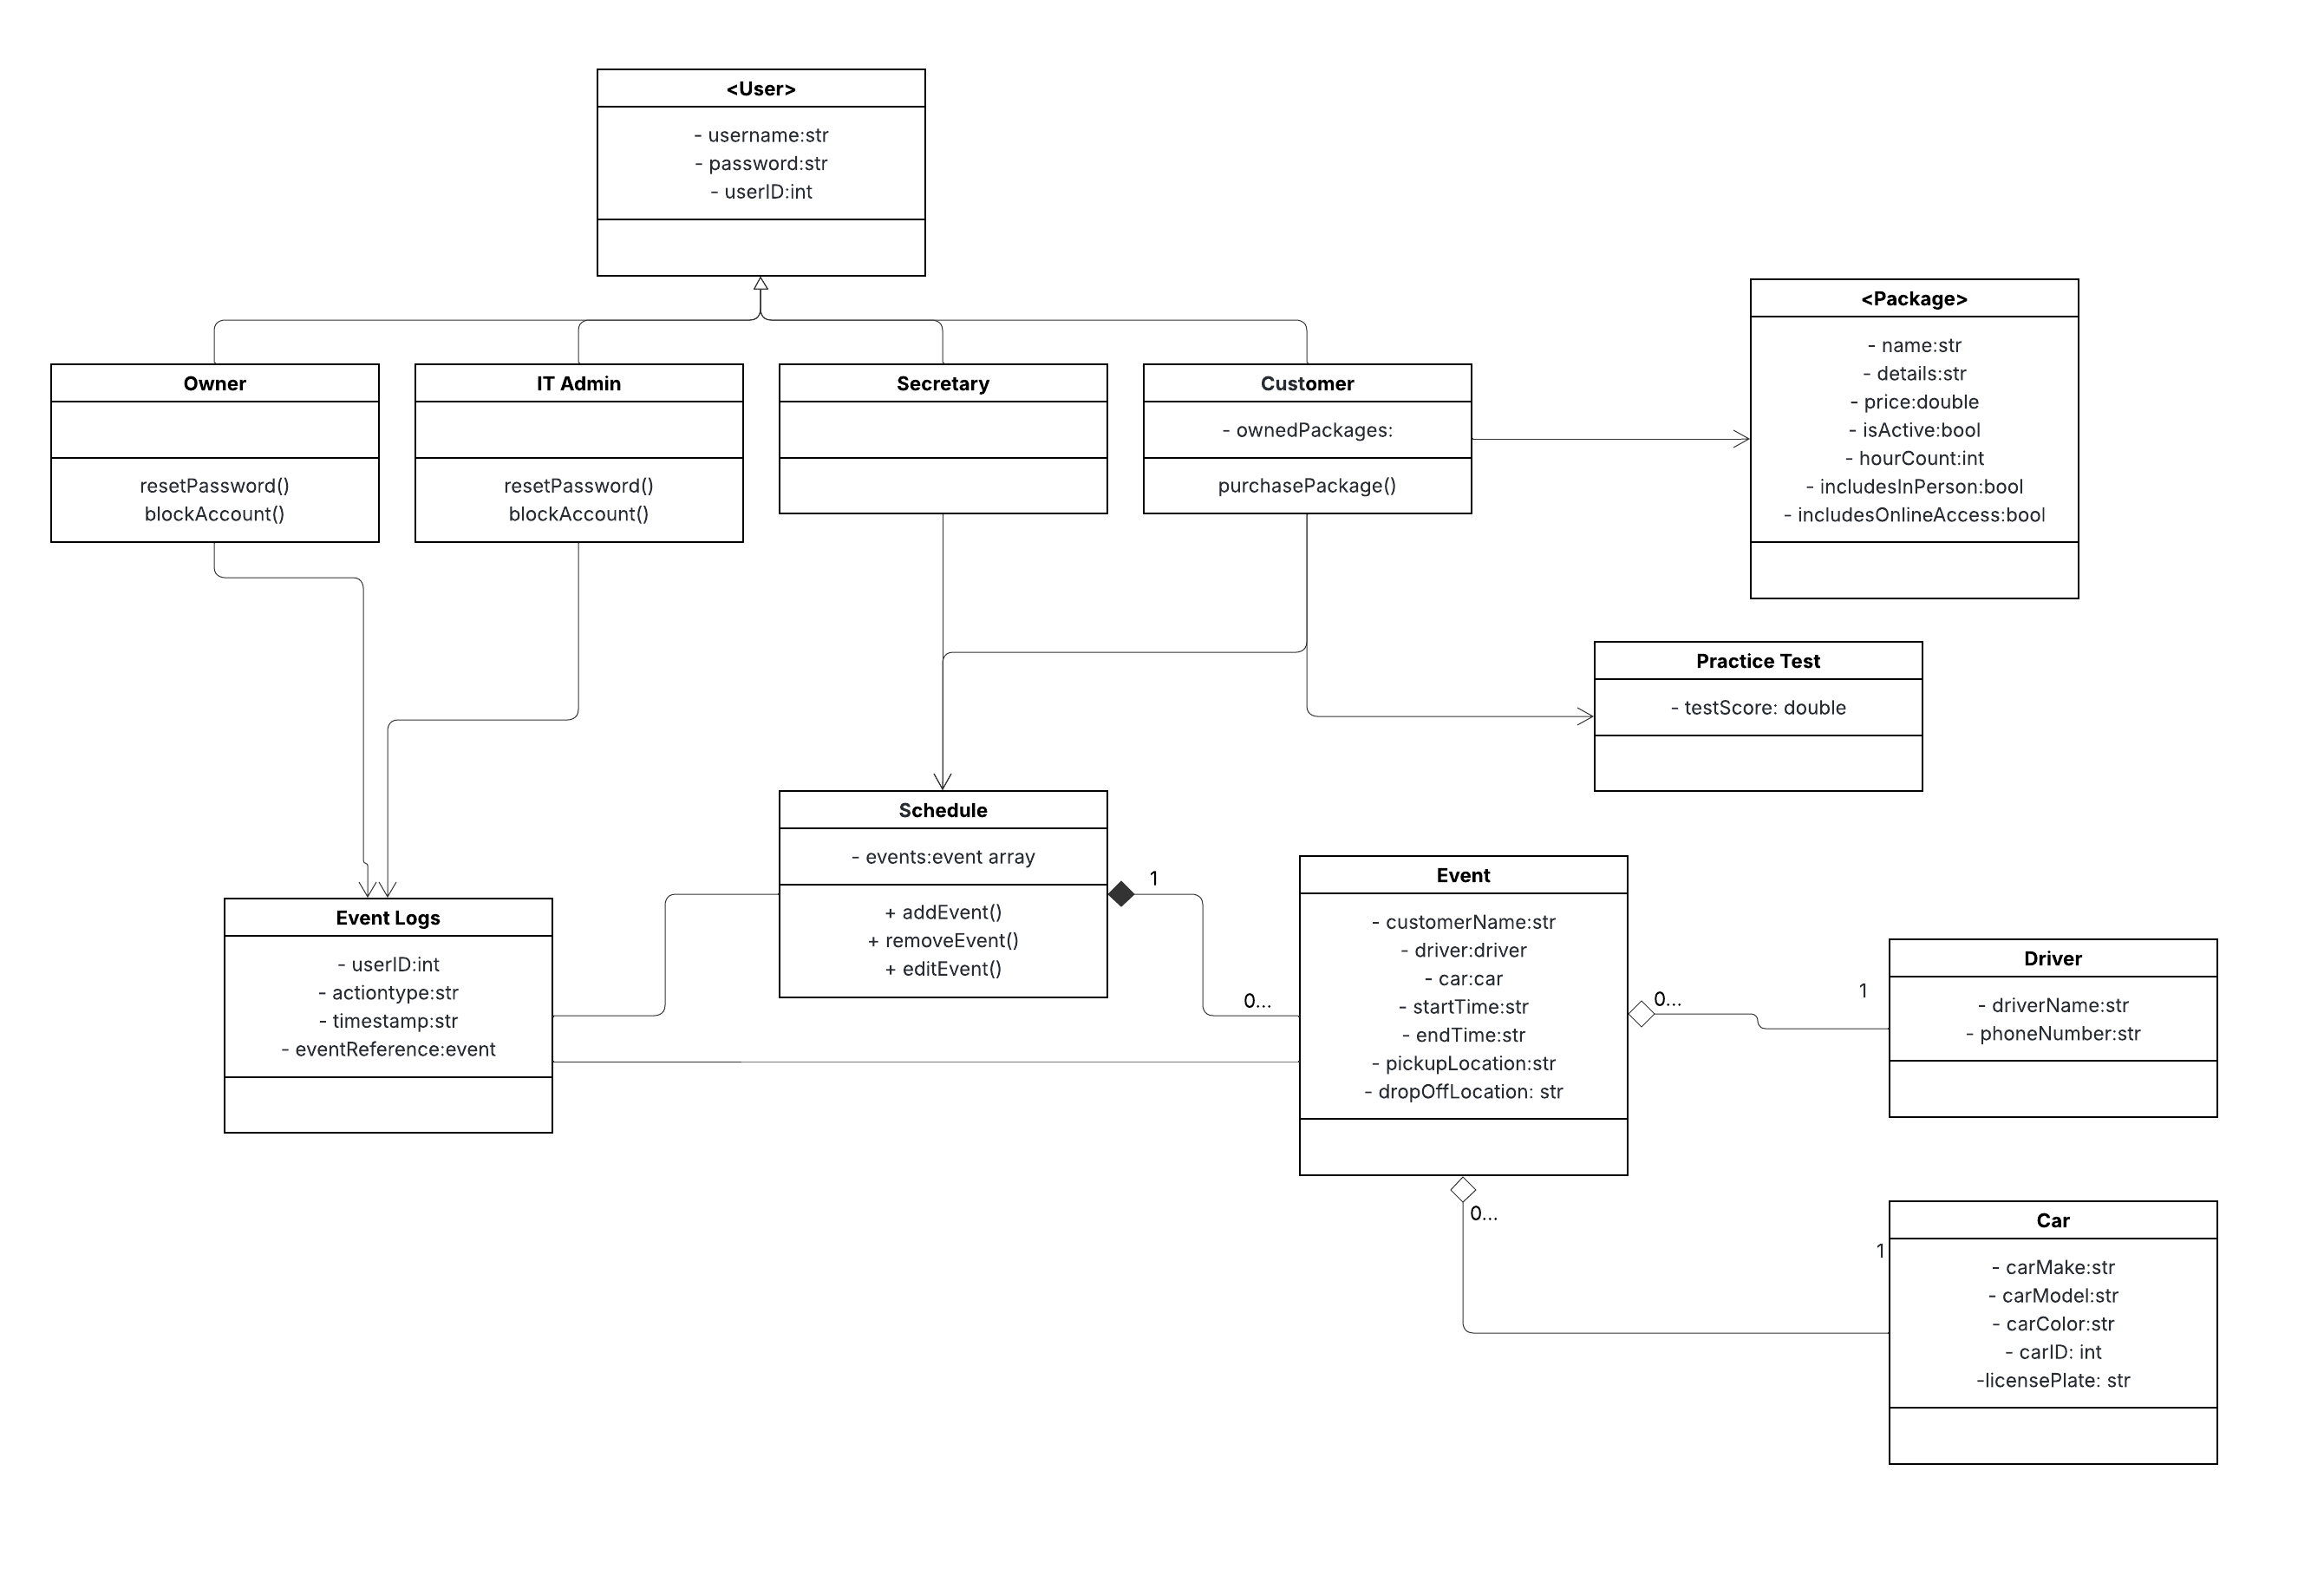 <User>
- username:str
- password:str
- userID:int
<Package>
- name:str
- details:str
- price:double
- isActive:bool
- hourCount:int
- includesInPerson:bool
- includesOnlineAccess:bool
Owner
resetPassword()
blockAccount()
IT Admin
resetPassword()
blockAccount()
Secretary
Customer
- ownedPackages:
purchasePackage()
Practice Test
- testScore: double
Schedule
- events:event array
+ addEvent()
+ removeEvent()
+ editEvent()
1
0...
Event Logs
- userID:int
- actiontype:str
- timestamp:str
- eventReference:event
Event
- customerName:str
- driver:driver
- car:car
- startTime:str
- endTime:str
- pickupLocation:str
- dropOffLocation: str
0...
1
Driver
- driverName:str
- phoneNumber:str
0...
1
Car
- carMake:str
- carModel:str
- carColor:str
- carID: int
-licensePlate: str